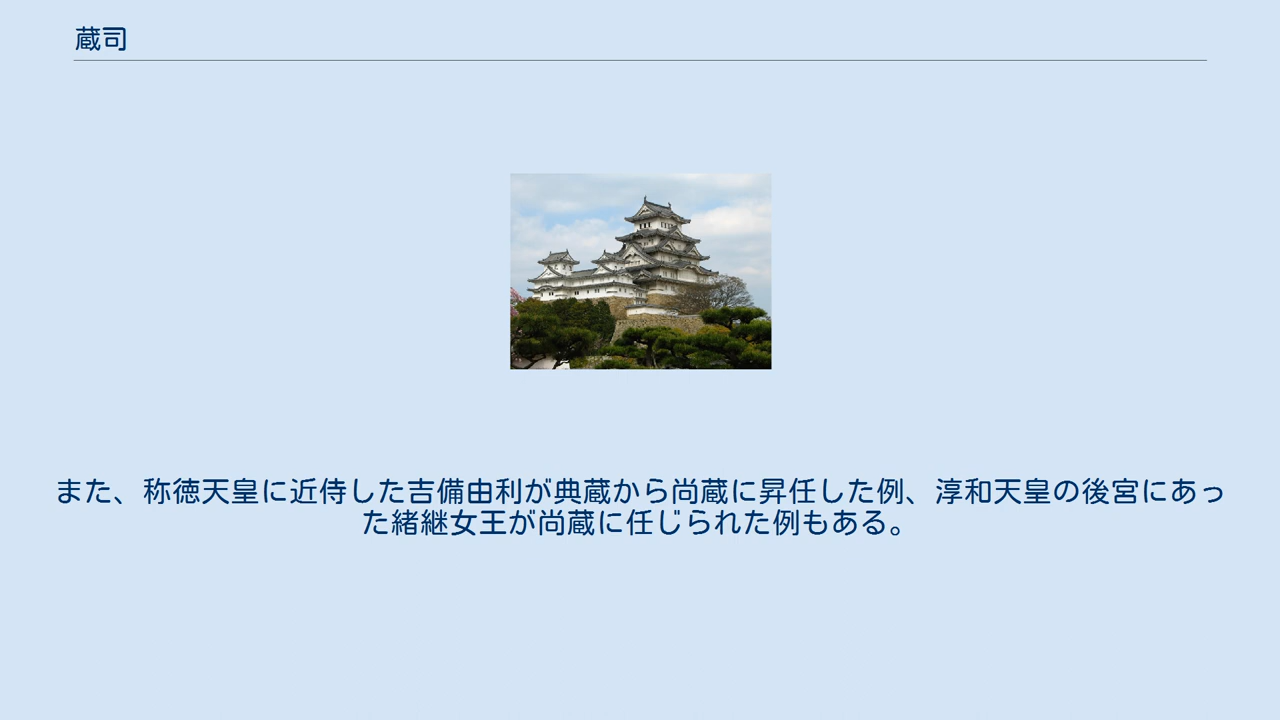 蔵司
また、称徳天皇に近侍した吉備由利が典蔵から尚蔵に昇任した例、淳和天皇の後宮にあっ
た緒継女王が尚蔵に任じられた例もある。